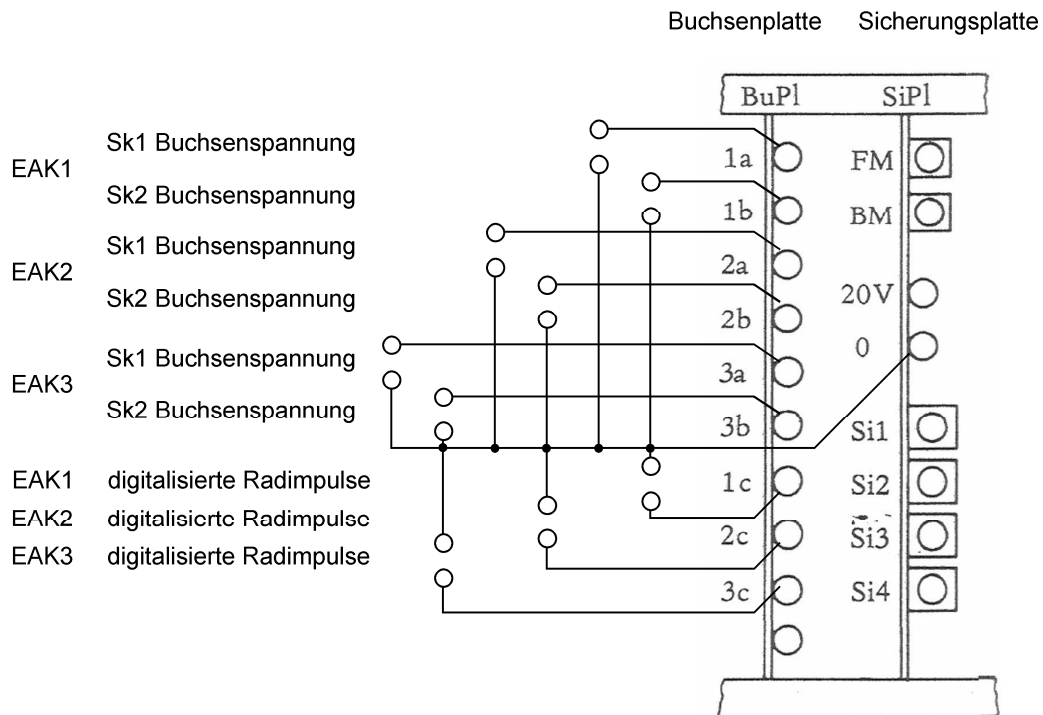 Buchsenplatte Sicherungsplatte
BuPl SiPl
EAK1
Sk1 Buchsenspannung
Sk2 Buchsenspannung
EAK2
Sk1 Buchsenspannung
Sk2 Buchsenspannung
EAK3
Sk1 Buchsenspannung
Sk2 Buchsenspannung
EAK1 digitalisierte Radimpulse
EAK2 digitalisierte Radimpulse
EAK3 digitalisierte Radimpulse
1a
1b
2a
2b
3a
3b
1c
2c
3c
FM
BM
20V
0
Si1
Si2
Si3
Si4